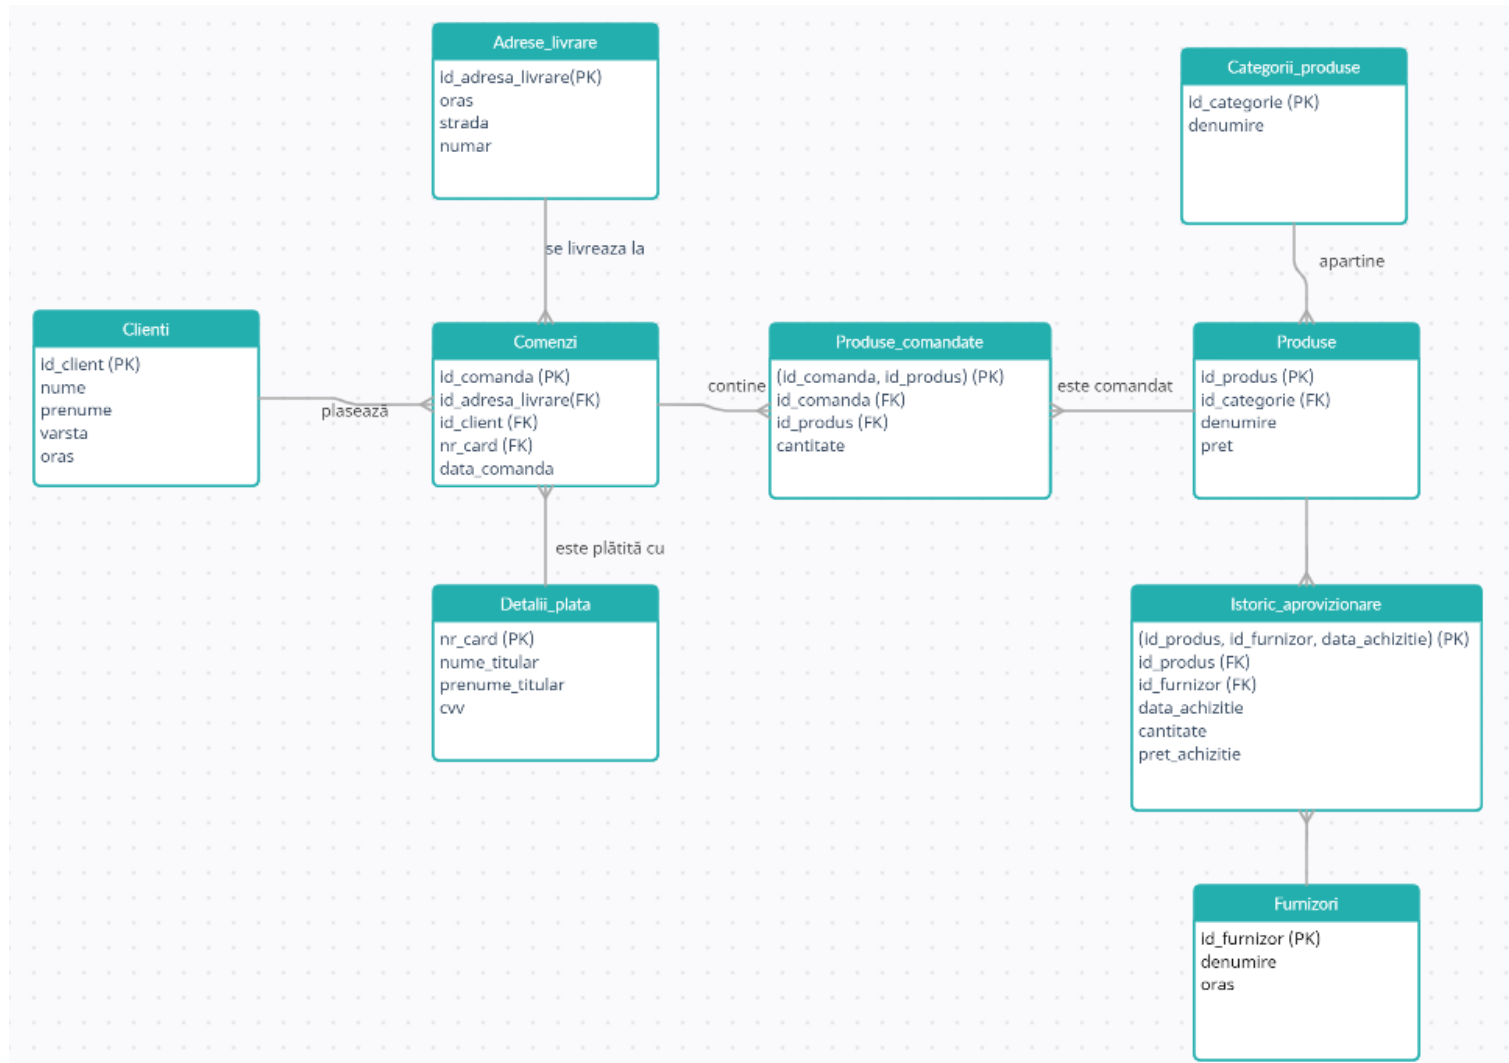 Adrese_livrare
id_adresa_livrare(PK)
oras
strada
numar
Categorii_produse
id_categorie (PK)
denumire
se livreaza la
apartine
Clienti
id_client (PK)
nume
prenume
varsta
oras
plasează
Comenzi
id_comanda (PK)
id_adresa_livrare(FK)
id_client (FK)
nr_card (FK)
data_comanda
contine
Produse_comandate
(id_comanda, id_produs) (PK)
id_comanda (FK)
id_produs (FK)
cantitate
este comandat
Produse
id_produs (PK)
id_categorie (FK)
denumire
pret
este plătită cu
Detalii_plata
nr_card (PK)
nume_titular
prenume_titular
cvv
Istoric_aprovizionare
(id_produs, id_furnizor, data_achizitie) (PK)
id_produs (FK)
id_furnizor (FK)
data_achizitie
cantitate
pret_achizitie
Furnizori
id_furnizor (PK)
denumire
oras